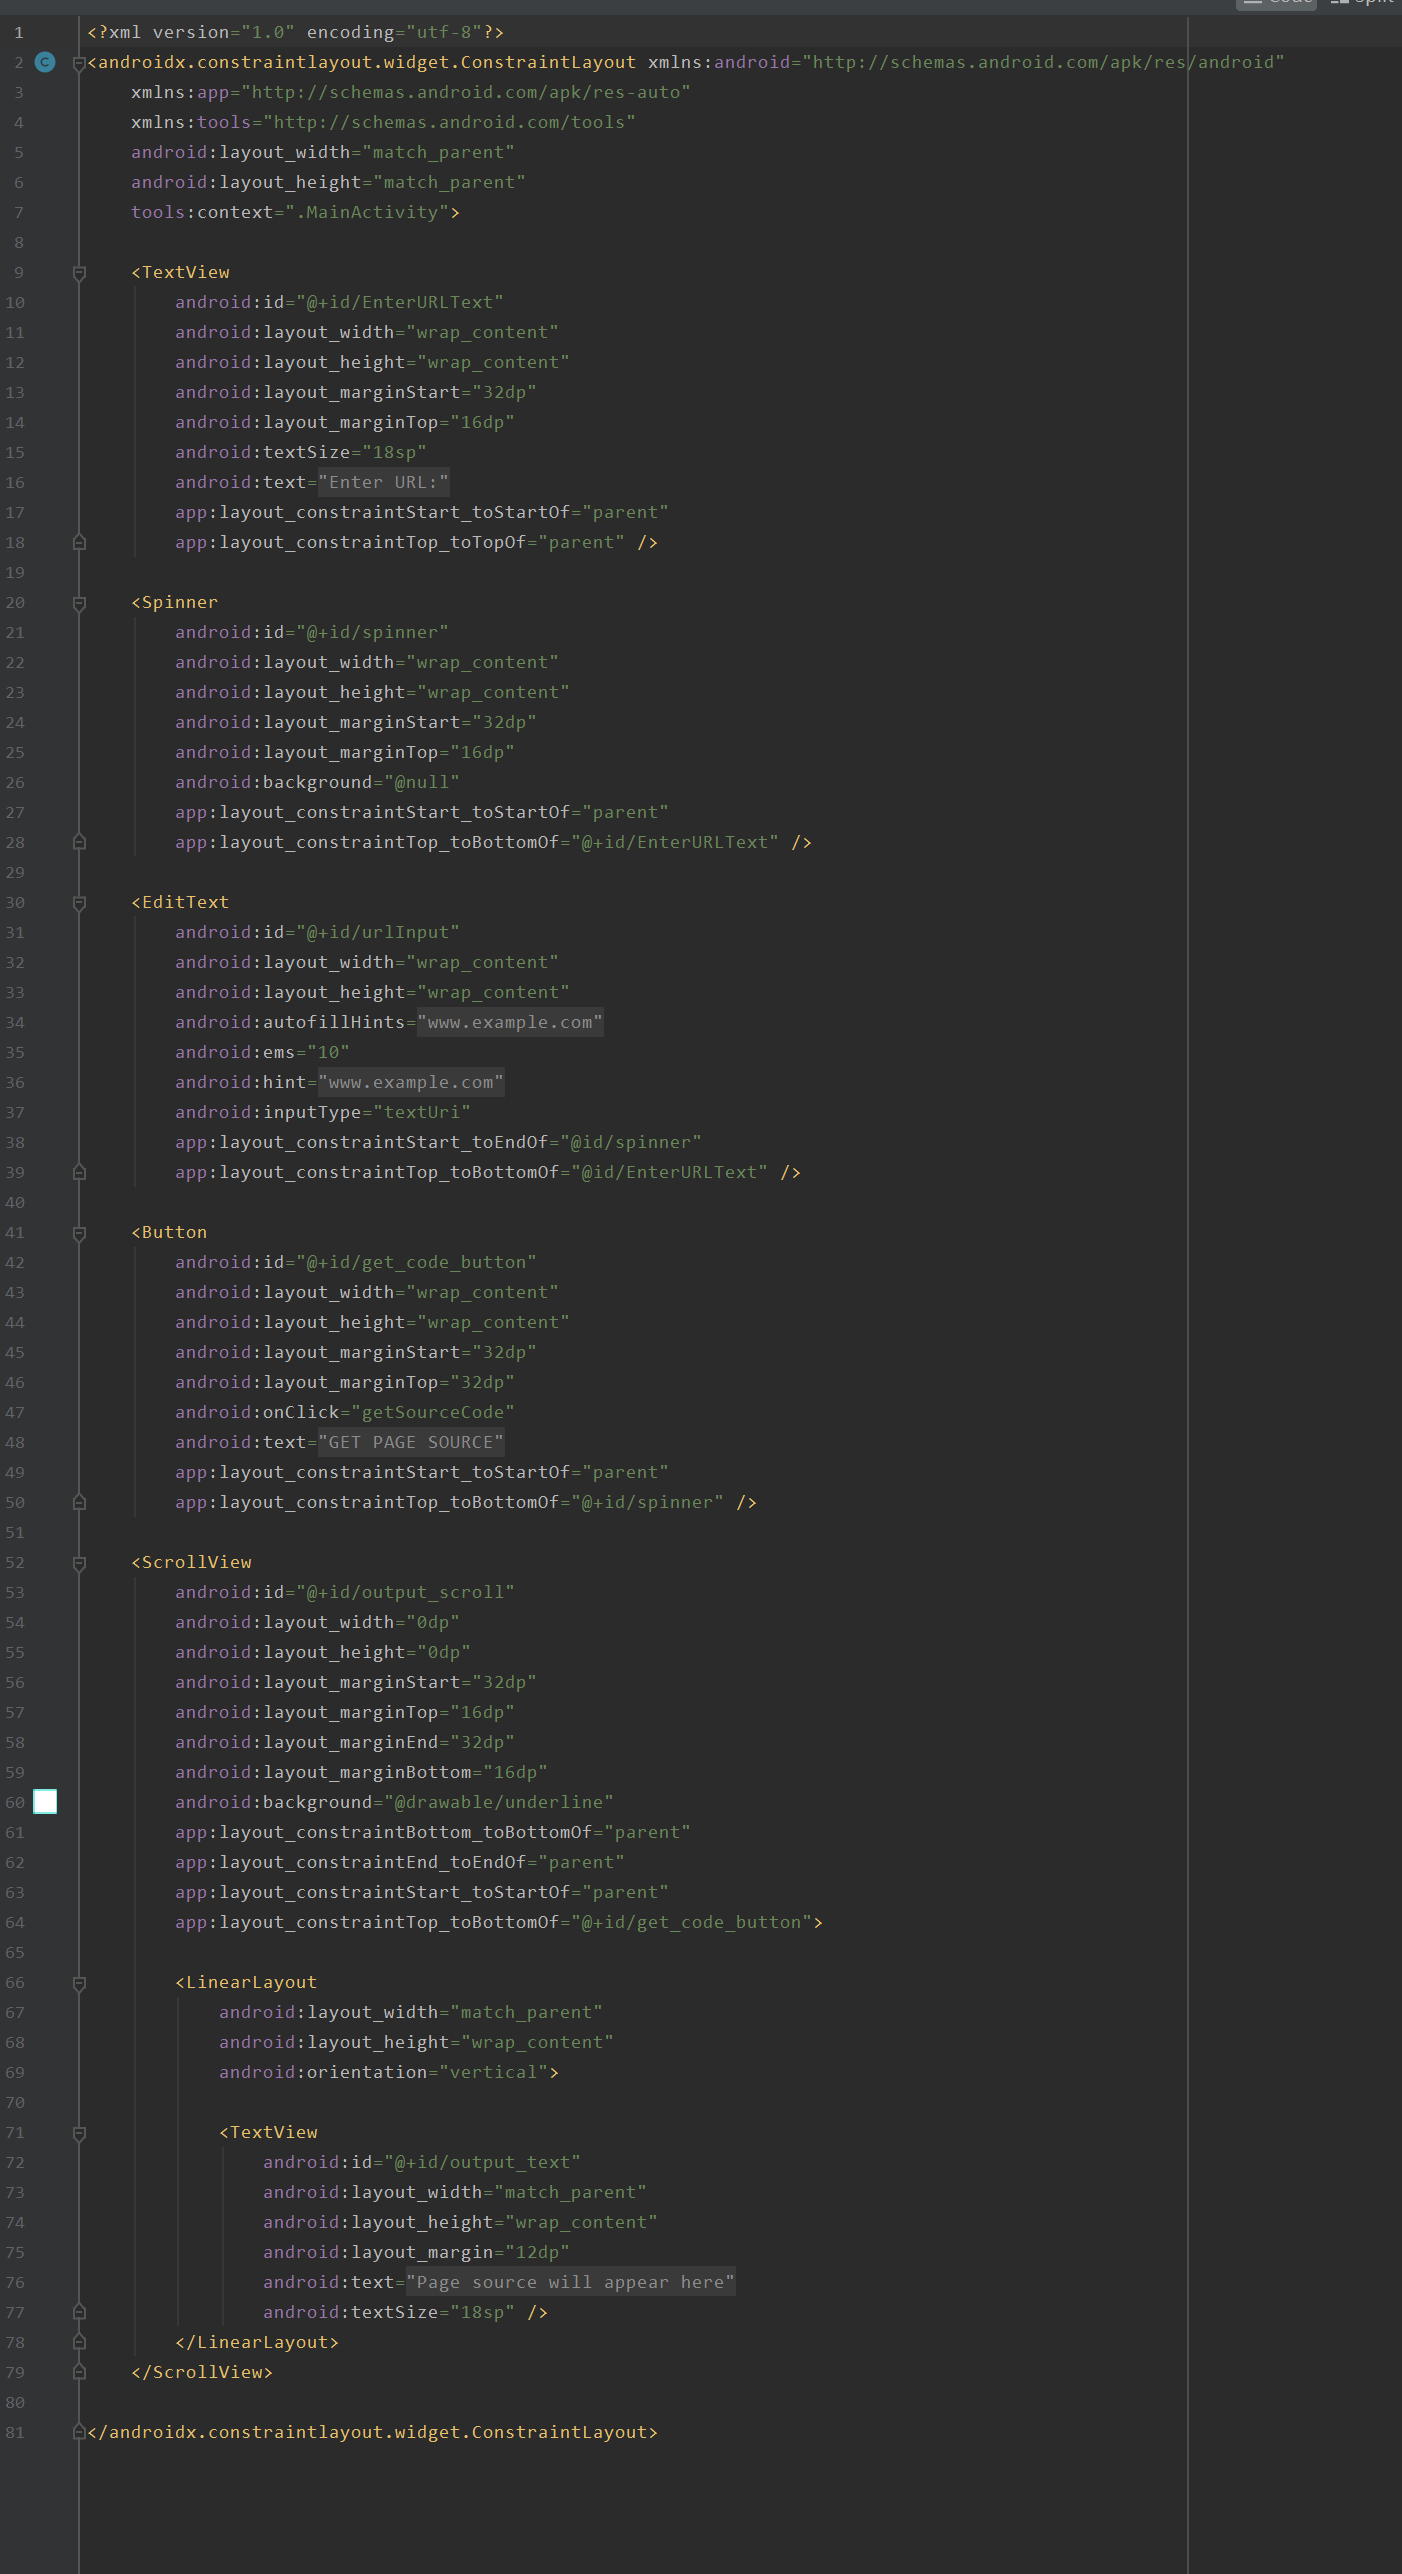 Code Split
1 <?xml version="1.0" encoding="utf-8"?>
2 C <androidx.constraintlayout.widget.ConstraintLayout xmlns:android="http://schemas.android.com/apk/res/android"
3 xmlns:app="http://schemas.android.com/apk/res-auto"
4 xmlns:tools="http://schemas.android.com/tools"
5 android:layout_width="match_parent"
6 android:layout_height="match_parent"
7 tools:context=".MainActivity">
8
9 <TextView
10 android:id="@+id/EnterURLText"
11 android:layout_width="wrap_content"
12 android:layout_height="wrap_content"
13 android:layout_marginStart="32dp"
14 android:layout_marginTop="16dp"
15 android:textSize="18sp"
16 android:text="Enter URL:"
17 app:layout_constraintStart_toStartOf="parent"
18 app:layout_constraintTop_toTopOf="parent" />
19
20 <Spinner
21 android:id="@+id/spinner"
22 android:layout_width="wrap_content"
23 android:layout_height="wrap_content"
24 android:layout_marginStart="32dp"
25 android:layout_marginTop="16dp"
26 android:background="@null"
27 app:layout_constraintStart_toStartOf="parent"
28 app:layout_constraintTop_toBottomOf="@+id/EnterURLText" />
29
30 <EditText
31 android:id="@+id/urlInput"
32 android:layout_width="wrap_content"
33 android:layout_height="wrap_content"
34 android:autofillHints="www.example.com"
35 android:ems="10"
36 android:hint="www.example.com"
37 android:inputType="textUri"
38 app:layout_constraintStart_toEndOf="@id/spinner"
39 app:layout_constraintTop_toBottomOf="@id/EnterURLText" />
40
41 <Button
42 android:id="@+id/get_code_button"
43 android:layout_width="wrap_content"
44 android:layout_height="wrap_content"
45 android:layout_marginStart="32dp"
46 android:layout_marginTop="32dp"
47 android:onClick="getSourceCode"
48 android:text="GET PAGE SOURCE"
49 app:layout_constraintStart_toStartOf="parent"
50 app:layout_constraintTop_toBottomOf="@+id/spinner" />
51
52 <ScrollView
53 android:id="@+id/output_scroll"
54 android:layout_width="0dp"
55 android:layout_height="0dp"
56 android:layout_marginStart="32dp"
57 android:layout_marginTop="16dp"
58 android:layout_marginEnd="32dp"
59 android:layout_marginBottom="16dp"
60 android:background="@drawable/underline"
61 app:layout_constraintBottom_toBottomOf="parent"
62 app:layout_constraintEnd_toEndOf="parent"
63 app:layout_constraintStart_toStartOf="parent"
64 app:layout_constraintTop_toBottomOf="@+id/get_code_button">
65
66 <LinearLayout
67 android:layout_width="match_parent"
68 android:layout_height="wrap_content"
69 android:orientation="vertical">
70
71 <TextView
72 android:id="@+id/output_text"
73 android:layout_width="match_parent"
74 android:layout_height="wrap_content"
75 android:layout_margin="12dp"
76 android:text="Page source will appear here"
77 android:textSize="18sp" />
78 </LinearLayout>
79 </ScrollView>
80
81 </androidx.constraintlayout.widget.ConstraintLayout>